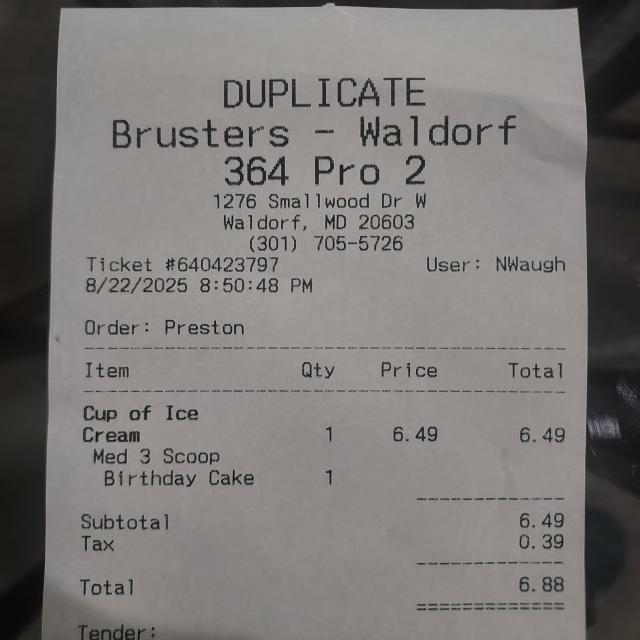 DUPLICATE
Brusters - Waldorf
364 Pro 2
1276 Smallwood Dr W
Waldorf, MD 20603
(301) 705-5726
Ticket #640423797 User: NWaugh
8/22/2025 8:50:48 PM
Order: Preston
Item Qty Price Total
Cup of Ice
Cream 1 6.49 6.49
Med 3 Scoop
Birthday Cake 1
Subtotal 6.49
Tax 0.39
Total 6.88
Tender: